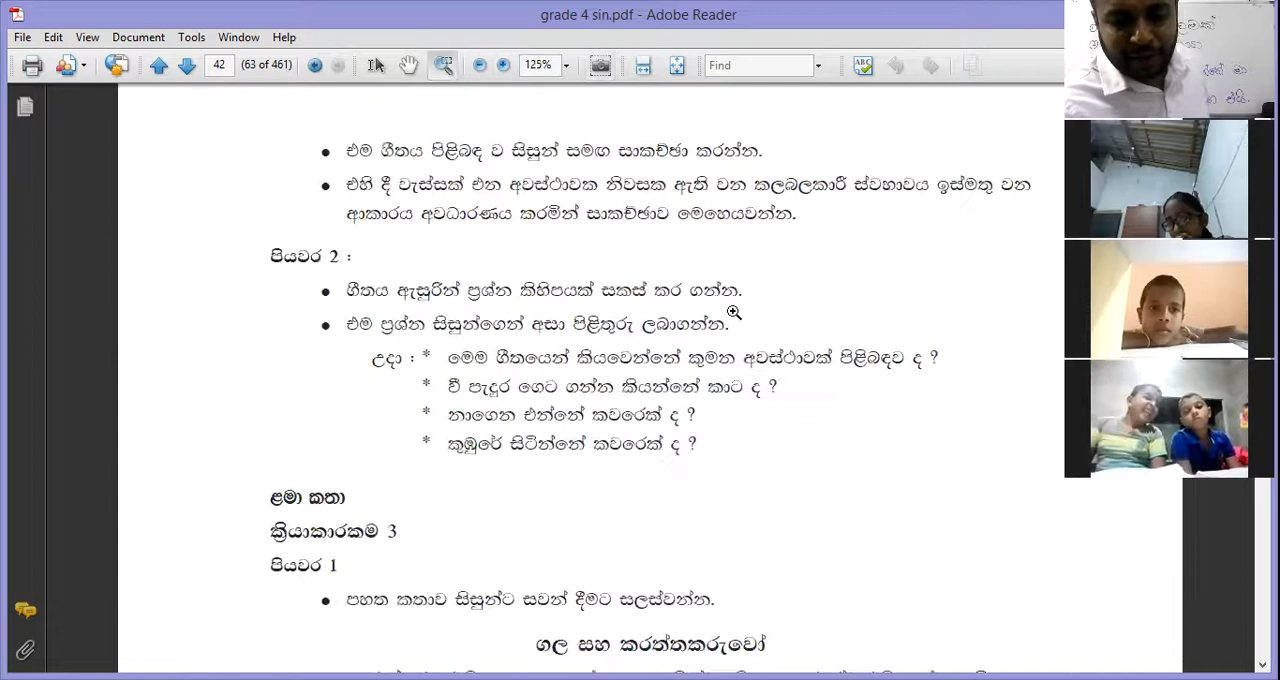 grade 4 sin.pdf - Adobe Reader
File Edit View Document Tools Window Help
42 (63 of 461) 125% Find
එම ගීතය පිළිබඳ ව සිසුන් සමඟ සාකච්ඡා කරන්න.
එහි දී වැස්සක් එන අවස්ථාවක නිවසක ඇති වන කලබලකාරී ස්වභාවය ඉස්මතු වන
ආකාරය අවධාරණය කරමින් සාකච්ඡාව මෙහෙයවන්න.
පියවර 2 :
ගීතය ඇසුරින් ප්‍රශ්න කිහිපයක් සකස් කර ගන්න.
එම ප්‍රශ්න සිසුන්ගෙන් අසා පිළිතුරු ලබාගන්න.
උදා : * මෙම ගීතයෙන් කියවෙන්නේ කුමන අවස්ථාවක් පිළිබඳව ද ?
* වී පැදුර ගෙට ගන්න කියන්නේ කාට ද ?
* නාගෙන එන්නේ කවරෙක් ද ?
* කුඹුරේ සිටින්නේ කවරෙක් ද ?
ළමා කතා
ක්‍රියාකාරකම 3
පියවර 1
පහත කතාව සිසුන්ට සවන් දීමට සලස්වන්න.
ගල සහ කරත්තකරුවෝ